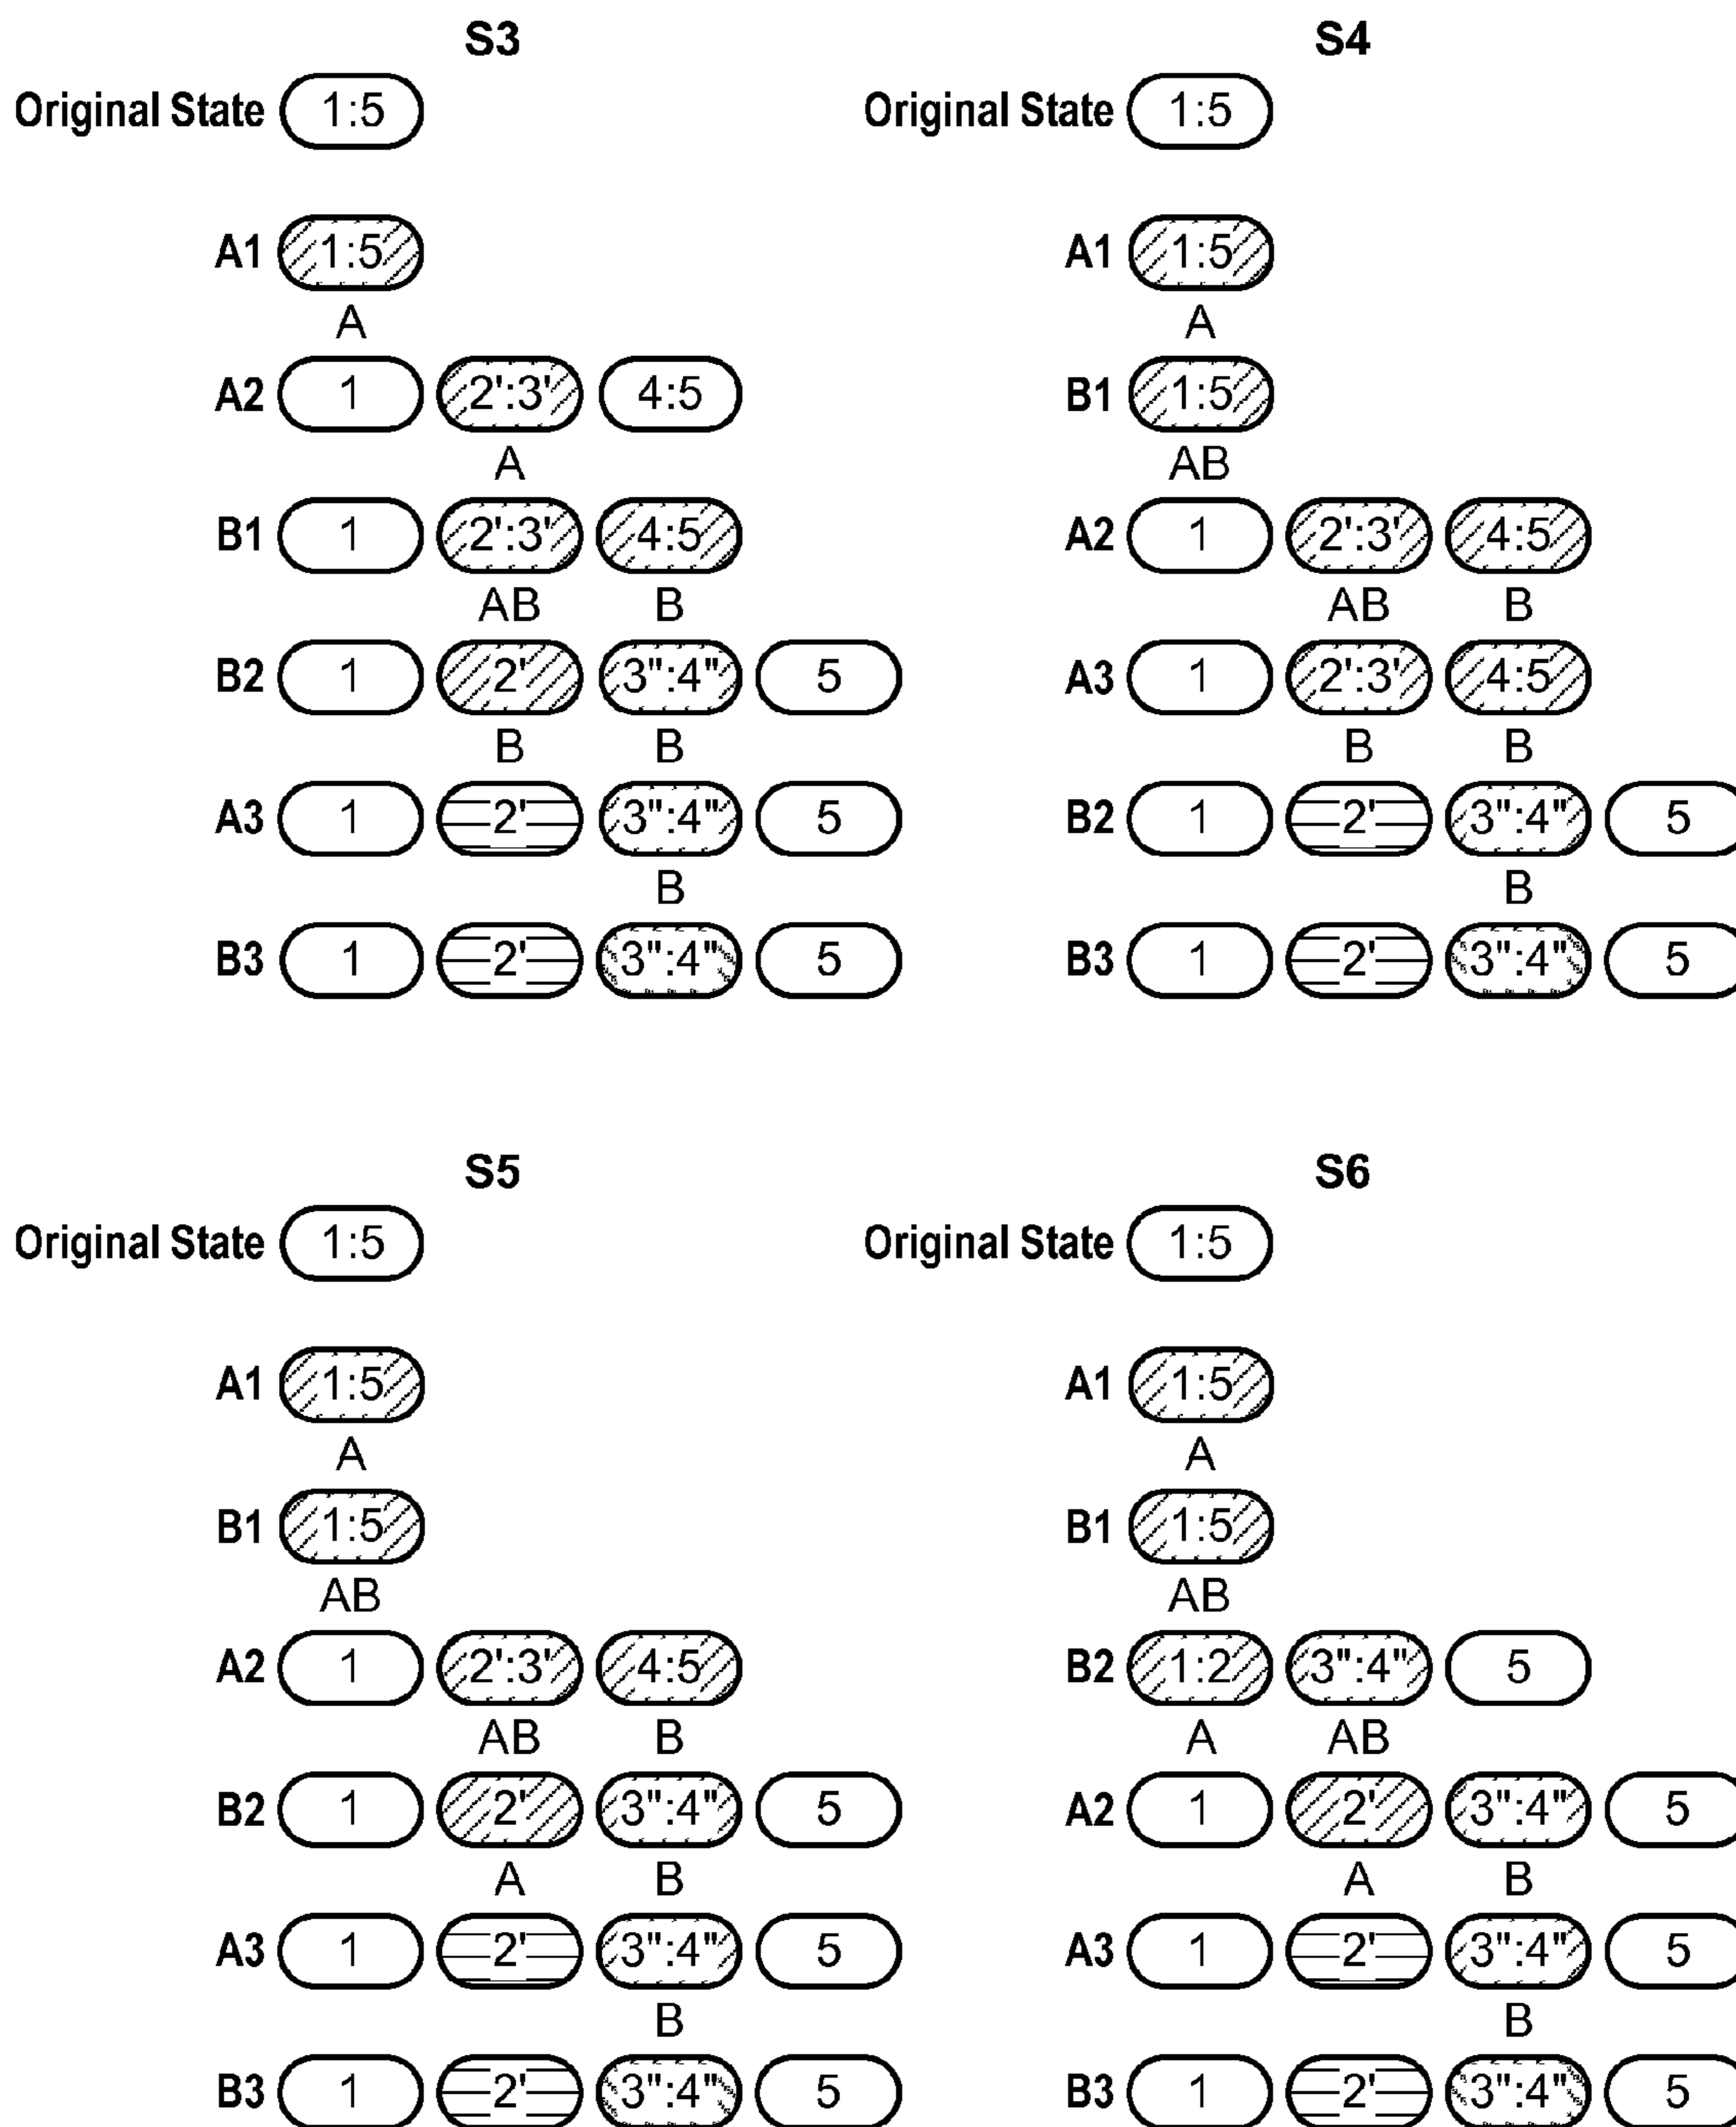 S3
Original State 1:5
A1 1:5
A
A2 1 2':3' 4:5
A
B1 1 2':3' 4:5
AB B
B2 1 2' 3":4" 5
B B
A3 1 2' 3":4" 5
B
B3 1 2' 3":4" 5
S4
Original State 1:5
A1 1:5
A
B1 1:5
AB
A2 1 2':3' 4:5
AB B
A3 1 2':3' 4:5
B B
B2 1 2' 3":4" 5
B
B3 1 2' 3":4" 5
S5
Original State 1:5
A1 1:5
A
B1 1:5
AB
A2 1 2':3' 4:5
AB B
B2 1 2' 3":4" 5
A B
A3 1 2' 3":4" 5
B
B3 1 2' 3":4" 5
S6
Original State 1:5
A1 1:5
A
B1 1:5
AB
B2 1:2 3":4" 5
A AB
A2 1 2' 3":4" 5
A B
A3 1 2' 3":4" 5
B
B3 1 2' 3":4" 5